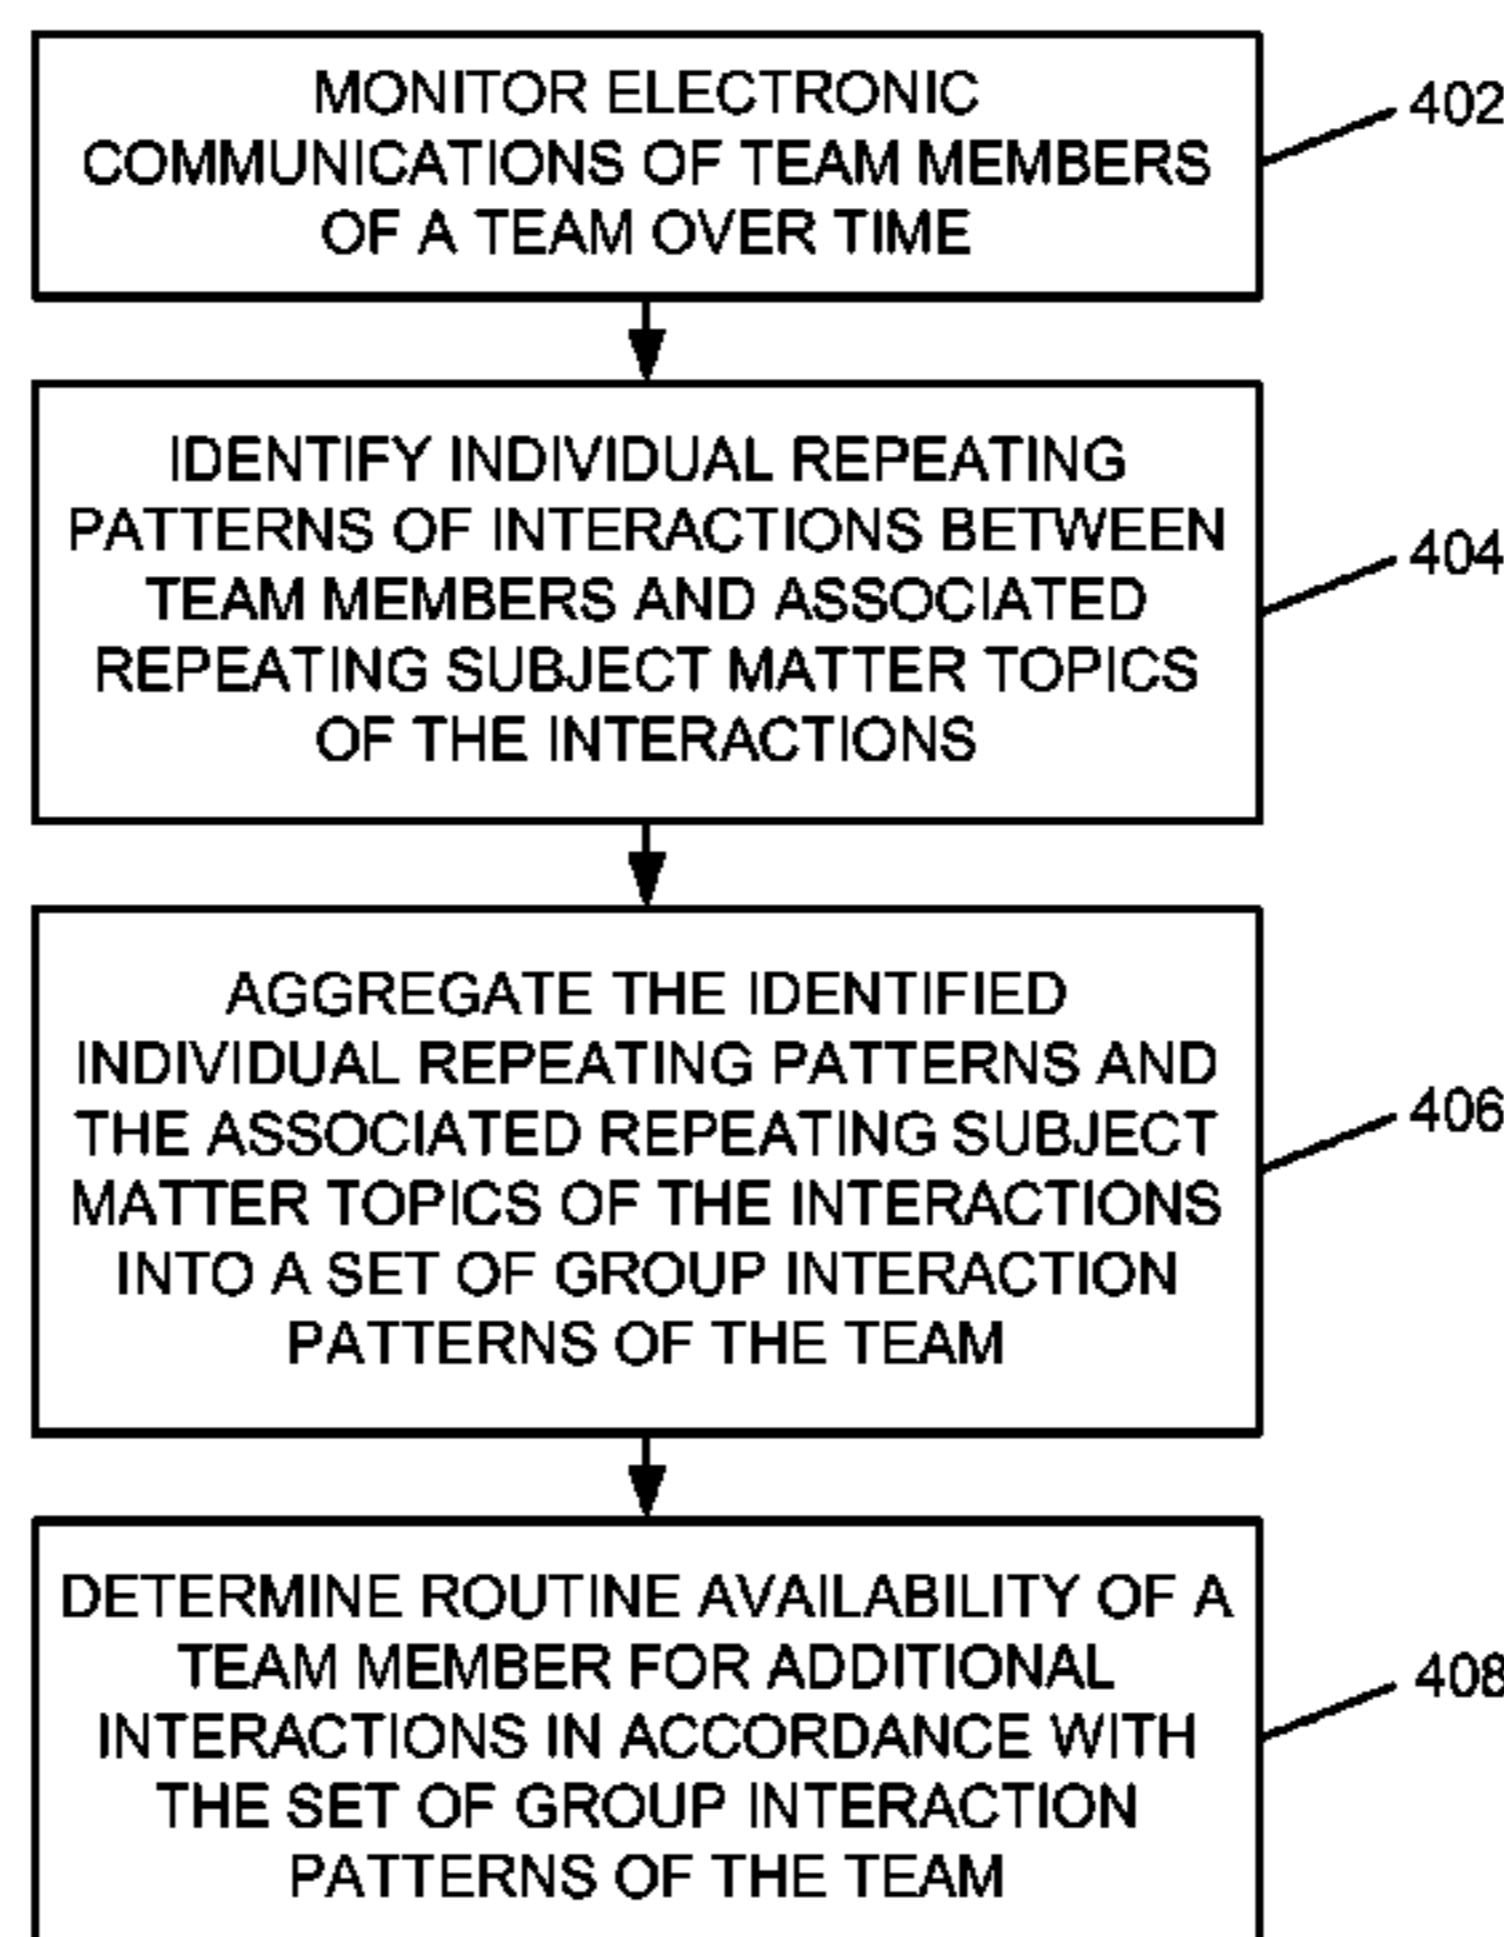 MONITOR ELECTRONIC
COMMUNICATIONS OF TEAM MEMBERS
OF A TEAM OVER TIME
402
IDENTIFY INDIVIDUAL REPEATING
PATTERNS OF INTERACTIONS BETWEEN
TEAM MEMBERS AND ASSOCIATED
REPEATING SUBJECT MATTER TOPICS
OF THE INTERACTIONS
404
AGGREGATE THE IDENTIFIED
INDIVIDUAL REPEATING PATTERNS AND
THE ASSOCIATED REPEATING SUBJECT
MATTER TOPICS OF THE INTERACTIONS
INTO A SET OF GROUP INTERACTION
PATTERNS OF THE TEAM
406
DETERMINE ROUTINE AVAILABILITY OF A
TEAM MEMBER FOR ADDITIONAL
INTERACTIONS IN ACCORDANCE WITH
THE SET OF GROUP INTERACTION
PATTERNS OF THE TEAM
408